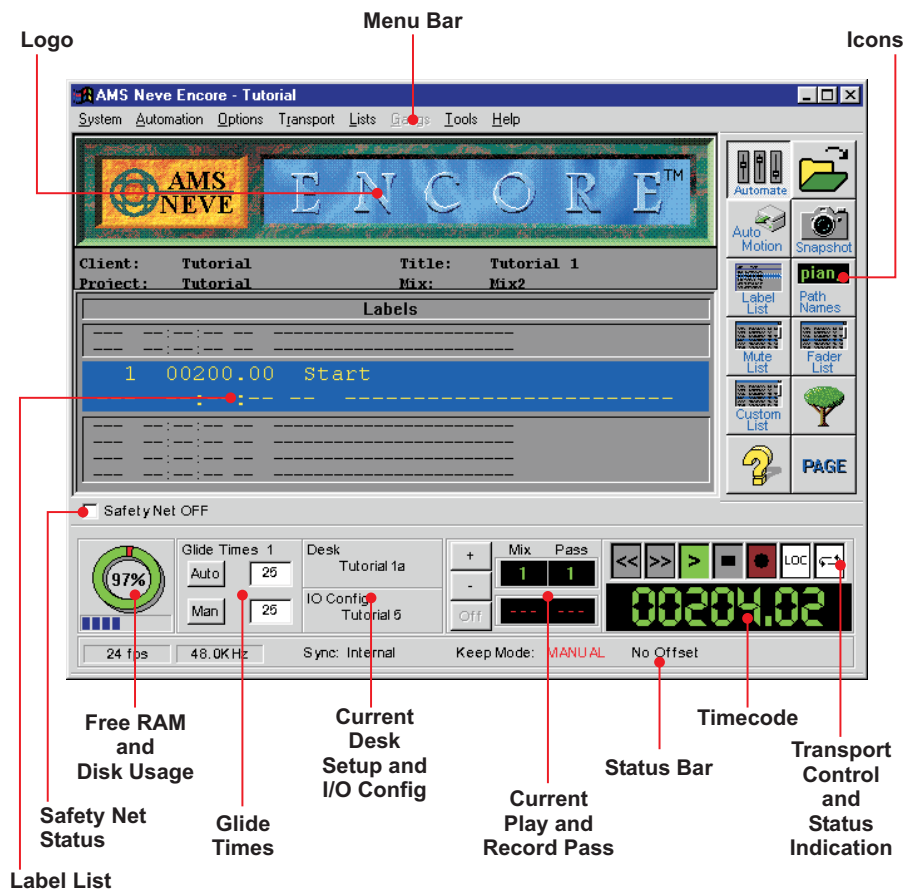 Menu Bar
Logo
Icons
AMS Neve Encore - Tutorial
System Automation Options Transport Lists Gangs Tools Help
AMS
NEVE
ENCORE™
Automate
Auto
Motion
Snapshot
Client: Tutorial Title: Tutorial 1
Project: Tutorial Mix: Mix2
pian
Label
List
Path
Names
Labels
--- --:--:-- -- ------------------------
--- --:--:-- -- ------------------------
1 00200.00 Start
--- --:--:-- -- ------------------------
--- --:--:-- -- ------------------------
--- --:--:-- -- ------------------------
--- --:--:-- -- ------------------------
Mute
List
Fader
List
Custom
List
?
PAGE
Safety Net OFF
97%
Glide Times 1
Auto 25
Man 25
Desk
Tutorial 1a
IO Config
Tutorial 5
+
-
Off
Mix Pass
1 1
--- ---
<< >> > LOC
00204.02
24 fps 48.0KHz Sync: Internal Keep Mode: MANUAL No Offset
Free RAM
and
Disk Usage
Current
Desk
Setup and
I/O Config
Timecode
Status Bar
Transport
Control
and
Status
Indication
Safety Net
Status
Glide
Times
Current
Play and
Record Pass
Label List